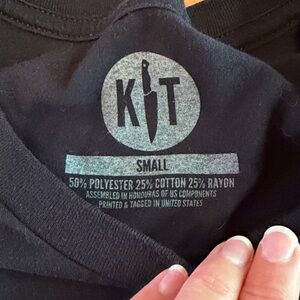 KIT
SMALL
50% POLYESTER 25% COTTON 25% RAYON
ASSEMBLED IN HONDURAS OF US COMPONENTS
PRINTED & TAGGED IN UNITED STATES